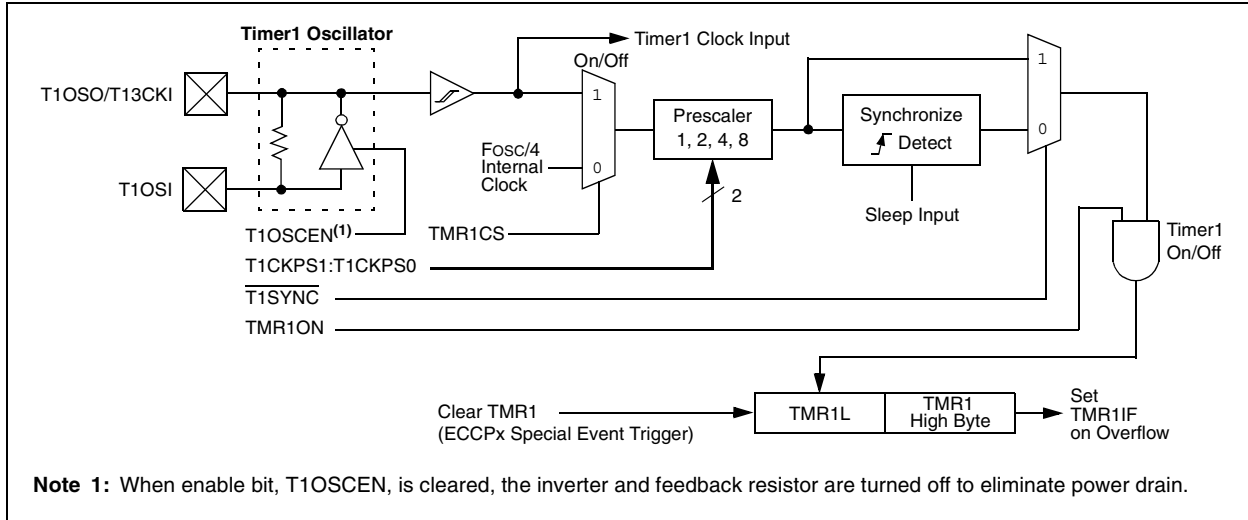 Timer1 Oscillator
Timer1 Clock Input
On/Off
T1OSO/T13CKI
1
1
Prescaler
1, 2, 4, 8
Synchronize
Detect
0
FOSC/4
Internal
Clock
0
T1OSI
2
Sleep Input
T1OSCEN(1)
TMR1CS
Timer1
On/Off
T1CKPS1:T1CKPS0
T1SYNC
TMR1ON
Clear TMR1
(ECCPx Special Event Trigger)
TMR1L
TMR1
High Byte
Set
TMR1IF
on Overflow
Note 1: When enable bit, T1OSCEN, is cleared, the inverter and feedback resistor are turned off to eliminate power drain.